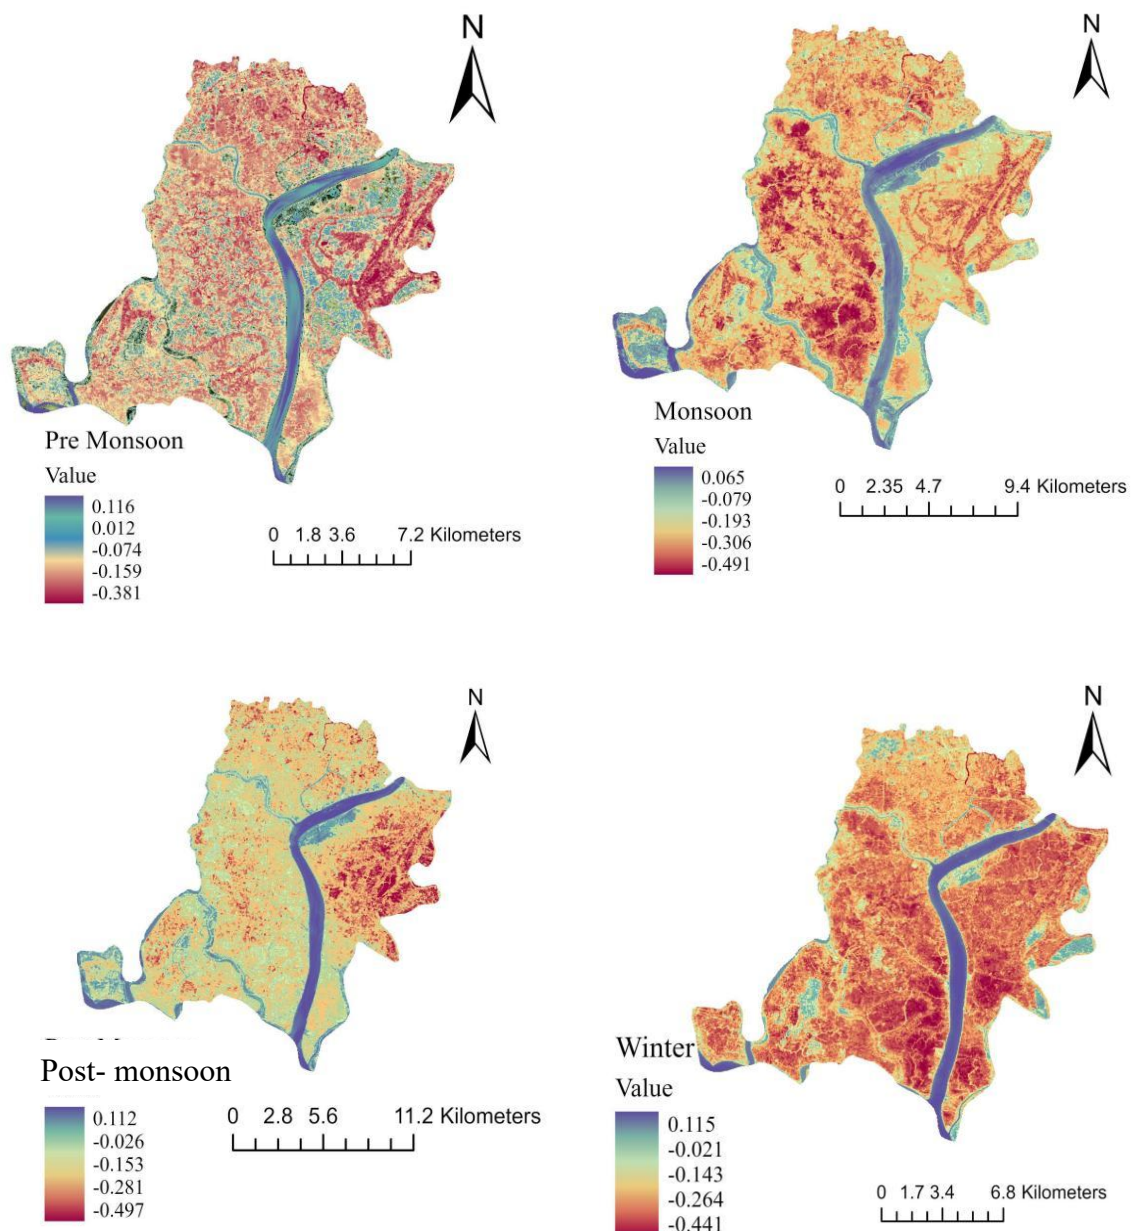 N
N
Pre Monsoon
Value
0.116
0.012
-0.074
-0.159
-0.381
0 1.8 3.6 7.2 Kilometers
Monsoon
Value
0.065
-0.079
-0.193
-0.306
-0.491
0 2.35 4.7 9.4 Kilometers
N
N
Post- monsoon
0.112
-0.026
-0.153
-0.281
-0.497
0 2.8 5.6 11.2 Kilometers
Winter
Value
0.115
-0.021
-0.143
-0.264
-0.441
0 1.7 3.4 6.8 Kilometers